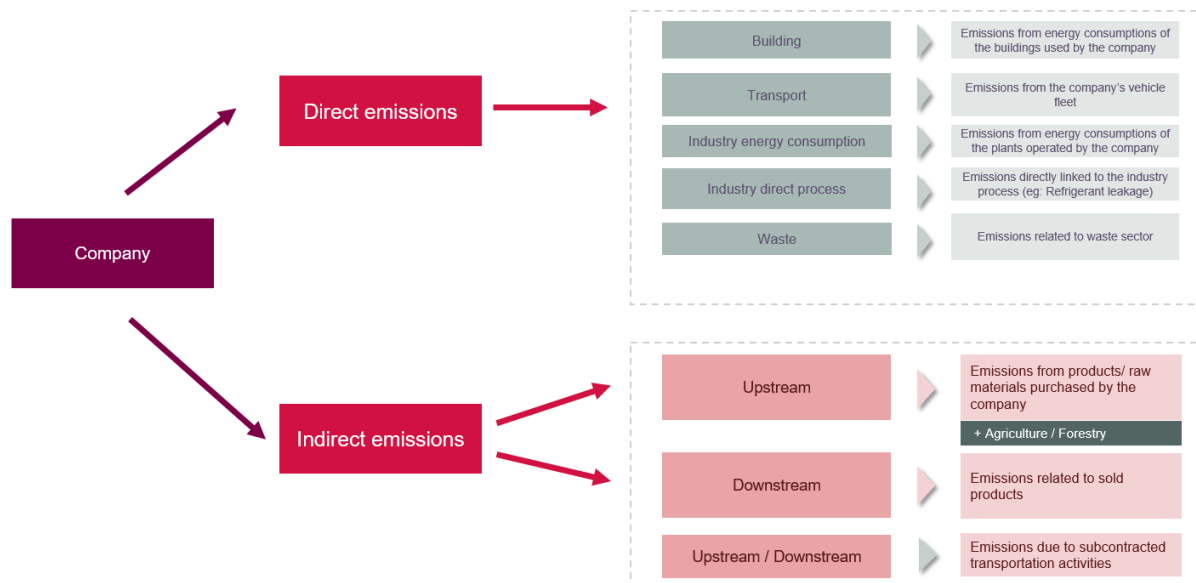 Building
Emissions from energy consumptions of
the buildings used by the company
Direct emissions
Transport
Emissions from the company's vehicle
fleet
Industry energy consumption
Emissions from energy consumptions of
the plants operated by the company
Industry direct process
Emissions directly linked to the industry
process (eg: Refrigerant leakage)
Waste
Emissions related to waste sector
Company
Indirect emissions
Upstream
Emissions from products/ raw
materials purchased by the
company
+ Agriculture / Forestry
Downstream
Emissions related to sold
products
Upstream / Downstream
Emissions due to subcontracted
transportation activities